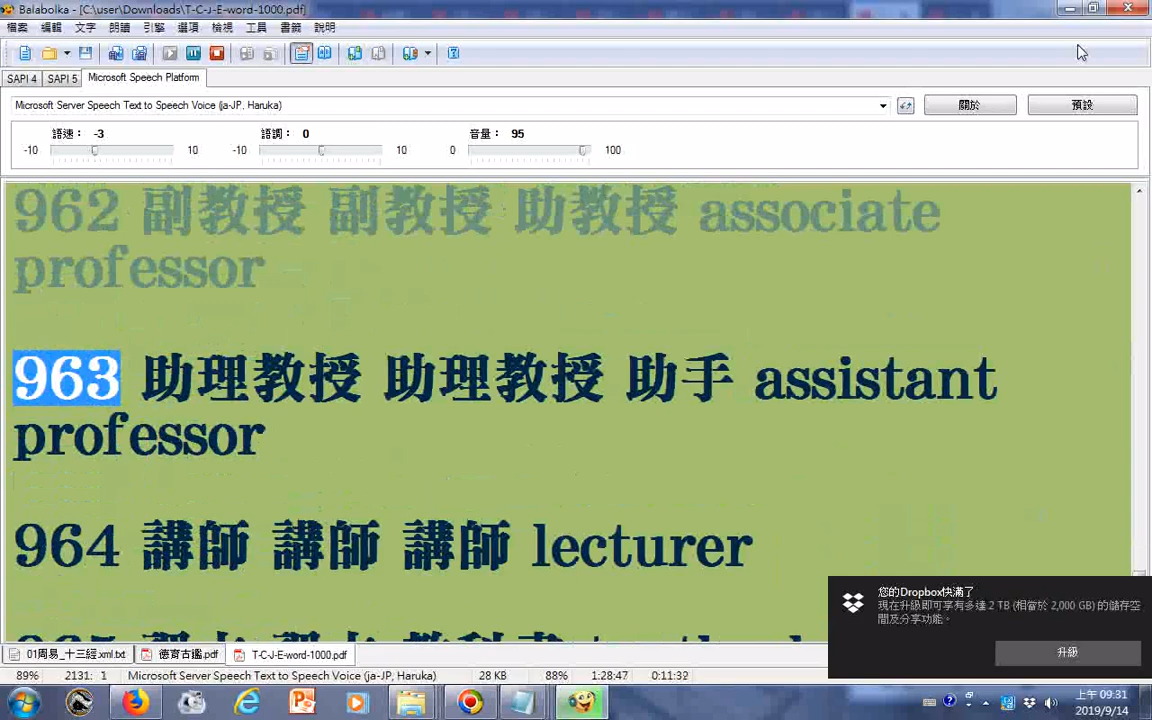 Balabolka - [C:\user\Downloads\T-C-J-E-word-1000.pdf]
檔案 編輯 文字 朗讀 引擎 選項 檢視 工具 書籤 說明
SAPI 4 SAPI 5 Microsoft Speech Platform
Microsoft Server Speech Text to Speech Voice (ja-JP, Haruka) 關於 預設
語速： -3 語調： 0 音量： 95
-10 10 -10 10 0 100
962 副教授 副教授 助教授 associate
professor
963 助理教授 助理教授 助手 assistant
professor
964 講師 講師 講師 lecturer
您的Dropbox快滿了
現在升級即可享有多達 2 TB (相當於 2,000 GB) 的儲存空
間及分享功能。
升級
01周易_十三經.xml.txt 德育古鑑.pdf T-C-J-E-word-1000.pdf
89% 2131: 1 Microsoft Server Speech Text to Speech Voice (ja-JP, Haruka) 28 KB 88% 1:28:47 0:11:32
上午 09:31
2019/9/14